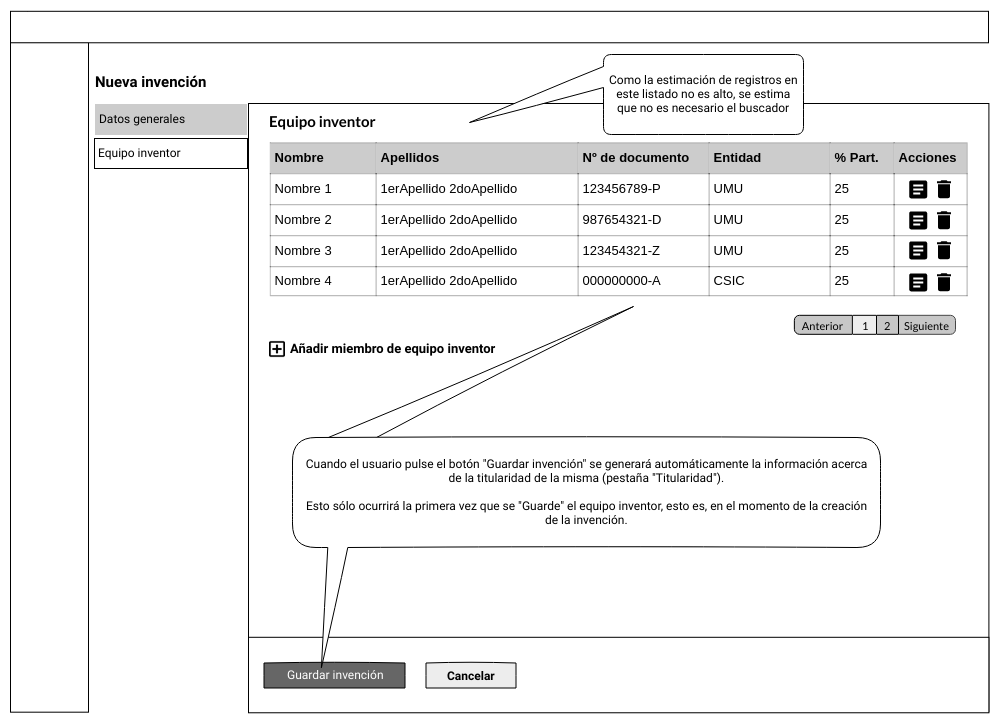 Nueva invención
Datos generales
Equipo inventor
Como la estimación de registros en
este listado no es alto, se estima
que no es necesario el buscador
Equipo inventor
Nombre Apellidos Nº de documento Entidad % Part. Acciones
Nombre 1 1erApellido 2doApellido 123456789-P UMU 25
Nombre 2 1erApellido 2doApellido 987654321-D UMU 25
Nombre 3 1erApellido 2doApellido 123454321-Z UMU 25
Nombre 4 1erApellido 2doApellido 000000000-A CSIC 25
Anterior 1 2 Siguiente
Añadir miembro de equipo inventor
Cuando el usuario pulse el botón "Guardar invención" se generará automáticamente la información acerca
de la titularidad de la misma (pestaña "Titularidad").
Esto sólo ocurrirá la primera vez que se "Guarde" el equipo inventor, esto es, en el momento de la creación
de la invención.
Guardar invención
Cancelar